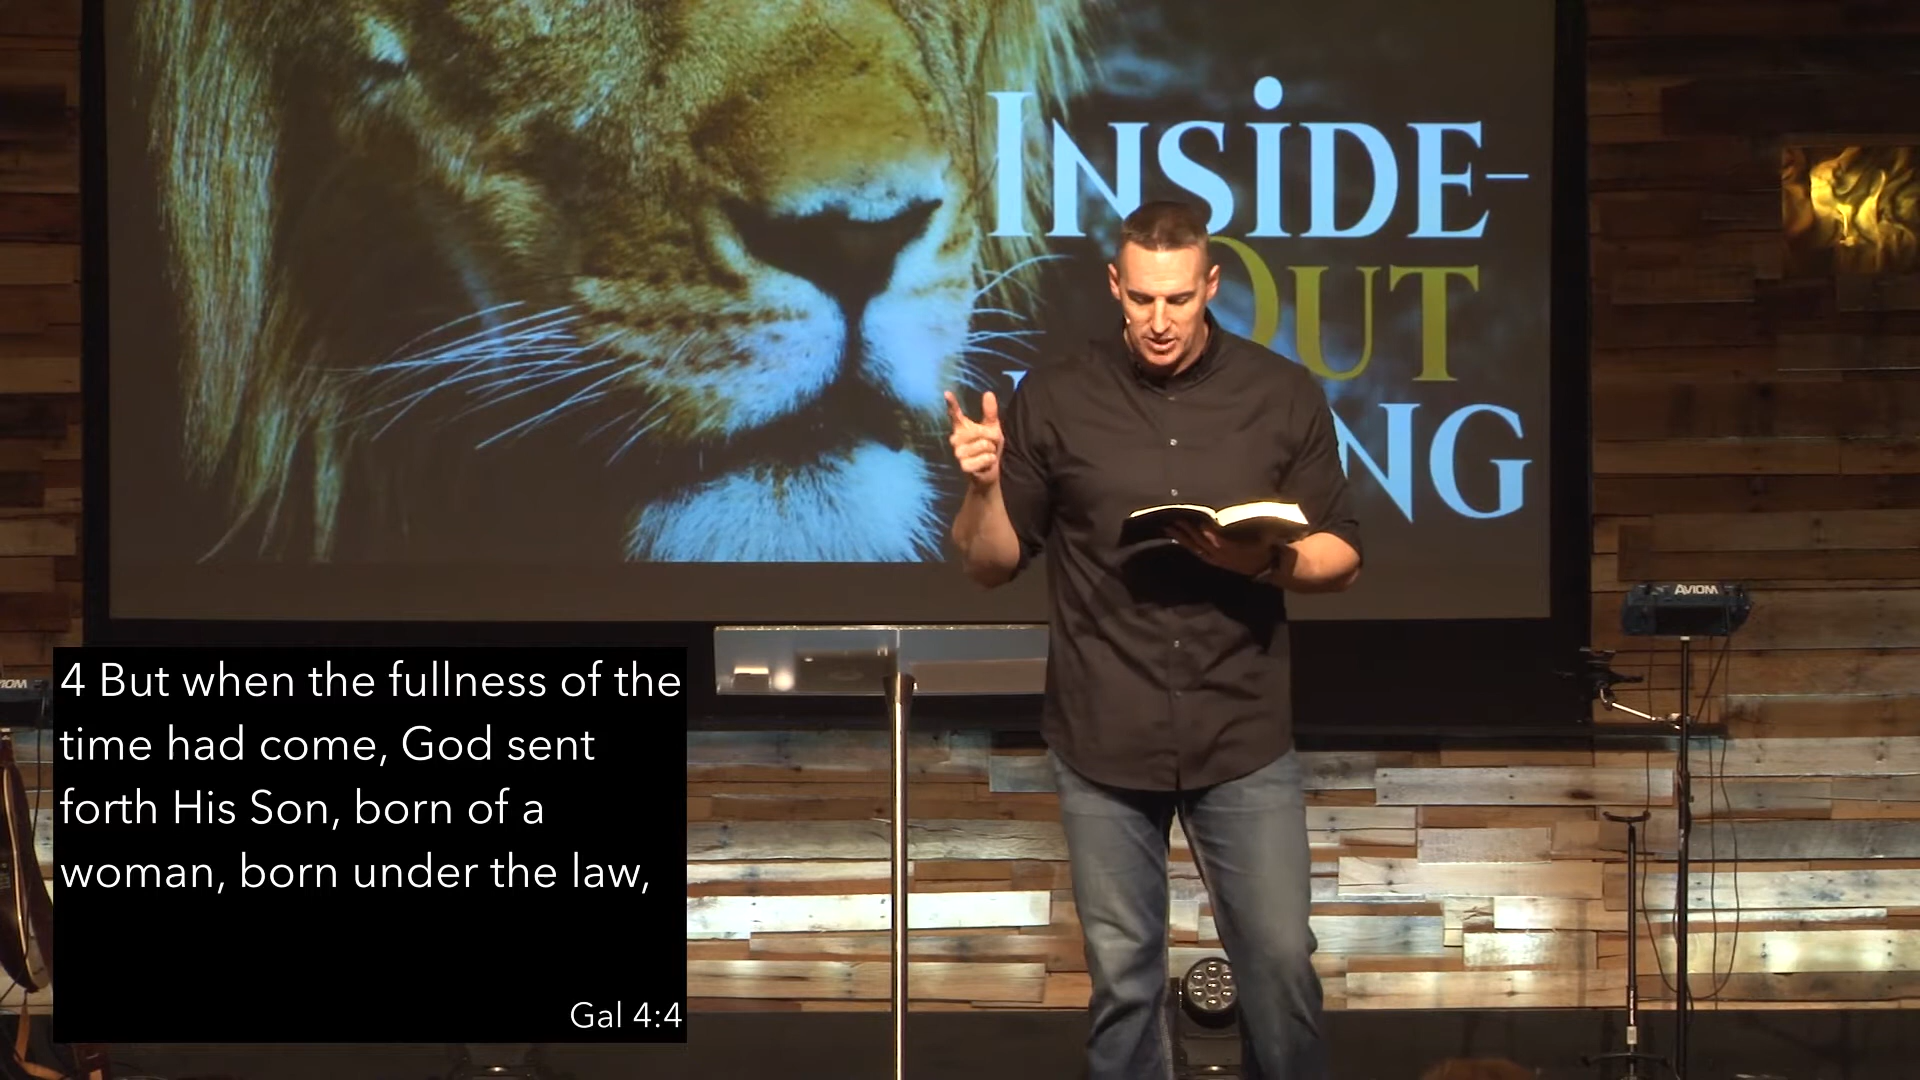 INSiDE-
OUT
NG
AVIOM
4 But when the fullness of the
time had come, God sent
forth His Son, born of a
woman, born under the law,
Gal 4:4